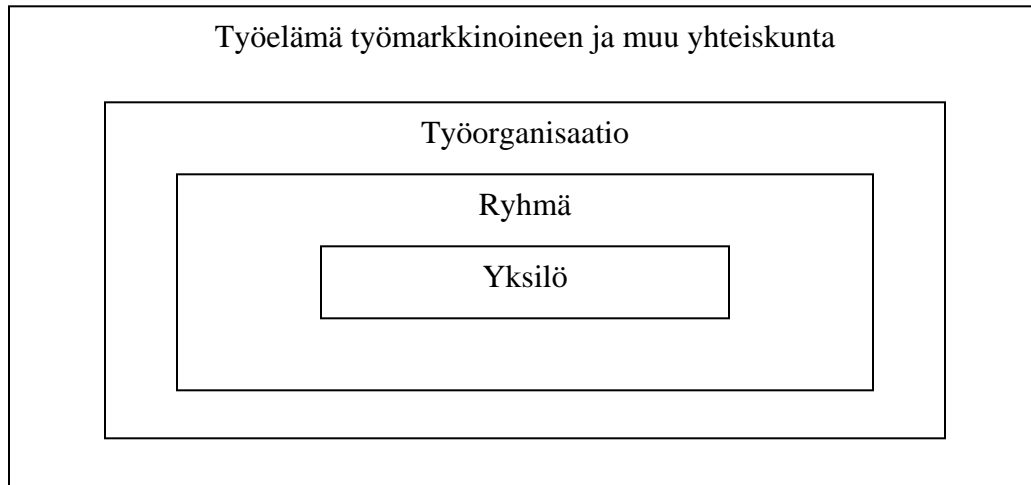 Työelämä työmarkkinoineen ja muu yhteiskunta
Työorganisaatio
Ryhmä
Yksilö